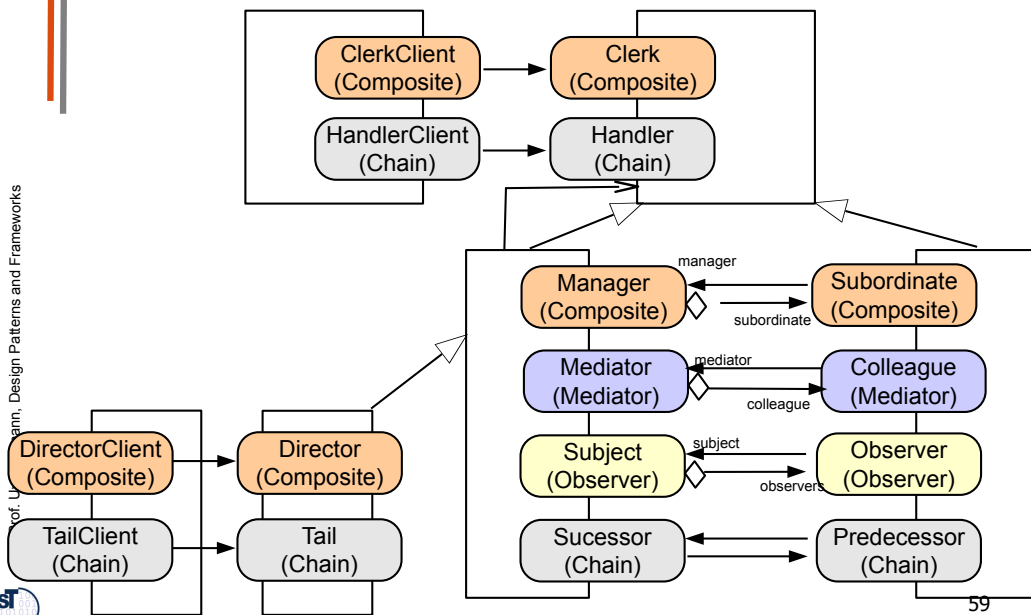 ClerkClient
(Composite)
Clerk
(Composite)
HandlerClient
(Chain)
Handler
(Chain)
Manager
(Composite)
manager
subordinate
Subordinate
(Composite)
Mediator
(Mediator)
mediator
colleague
Colleague
(Mediator)
DirectorClient
(Composite)
Director
(Composite)
Subject
(Observer)
subject
observers
Observer
(Observer)
TailClient
(Chain)
Tail
(Chain)
Sucessor
(Chain)
Predecessor
(Chain)
Prof. U ann, Design Patterns and Frameworks
sT
59